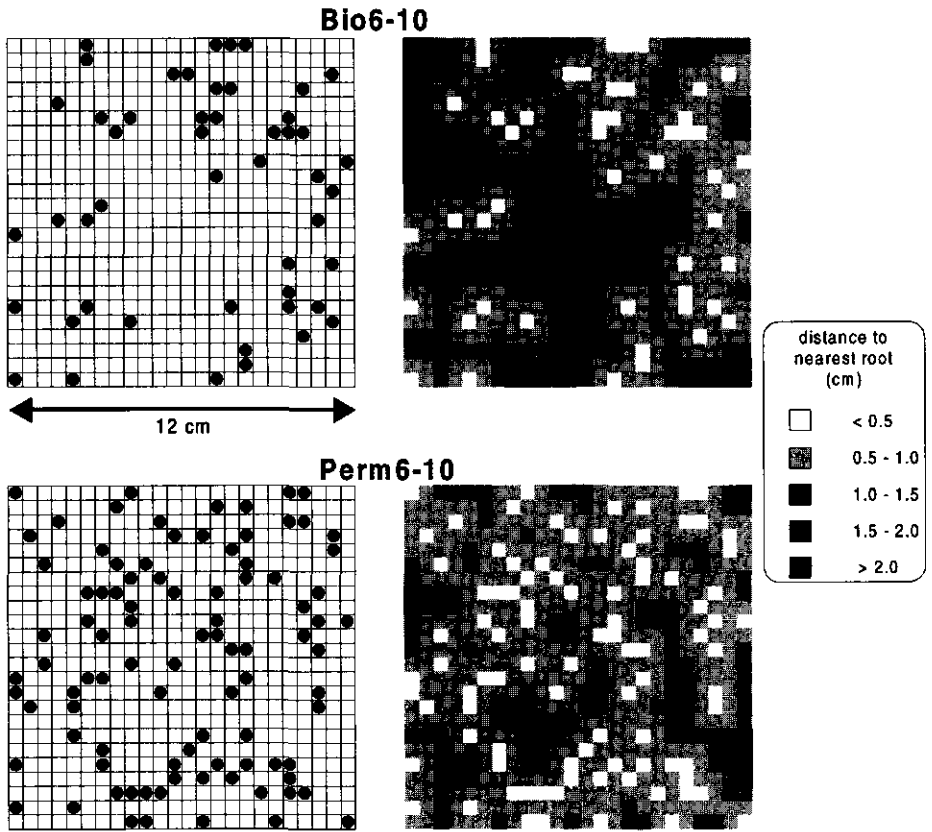 Bio6-10
12 cm
distance to
nearest root
(cm)
< 0.5
0.5 - 1.0
1.0 - 1.5
1.5 - 2.0
> 2.0
Perm6-10